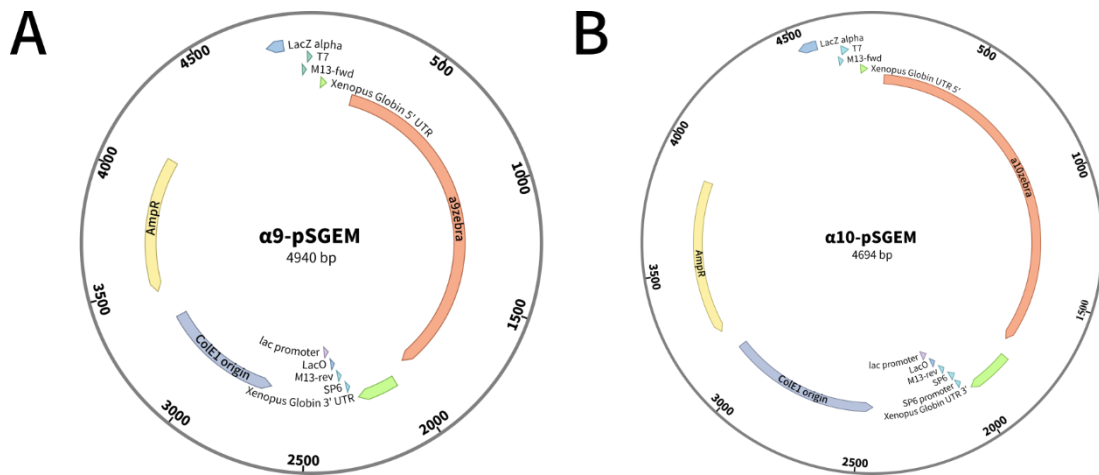 A
LacZ alpha
T7
M13-fwd
Xenopus Globin 5' UTR
4500
500
4000
1000
AmpR
a9zebra
α9-pSGEM
4940 bp
3500
1500
ColE1 origin
lac promoter
LacO
M13-rev
SP6
Xenopus Globin 3' UTR
3000
2000
2500
B
4500
LacZ alpha
T7
M13-fwd
Xenopus Globin UTR 5'
500
4000
1000
a10zebra
AmpR
α10-pSGEM
4694 bp
3500
1500
ColE1 origin
lac promoter
LacO
M13-rev
SP6
SP6 promoter
Xenopus Globin UTR 3'
3000
2000
2500